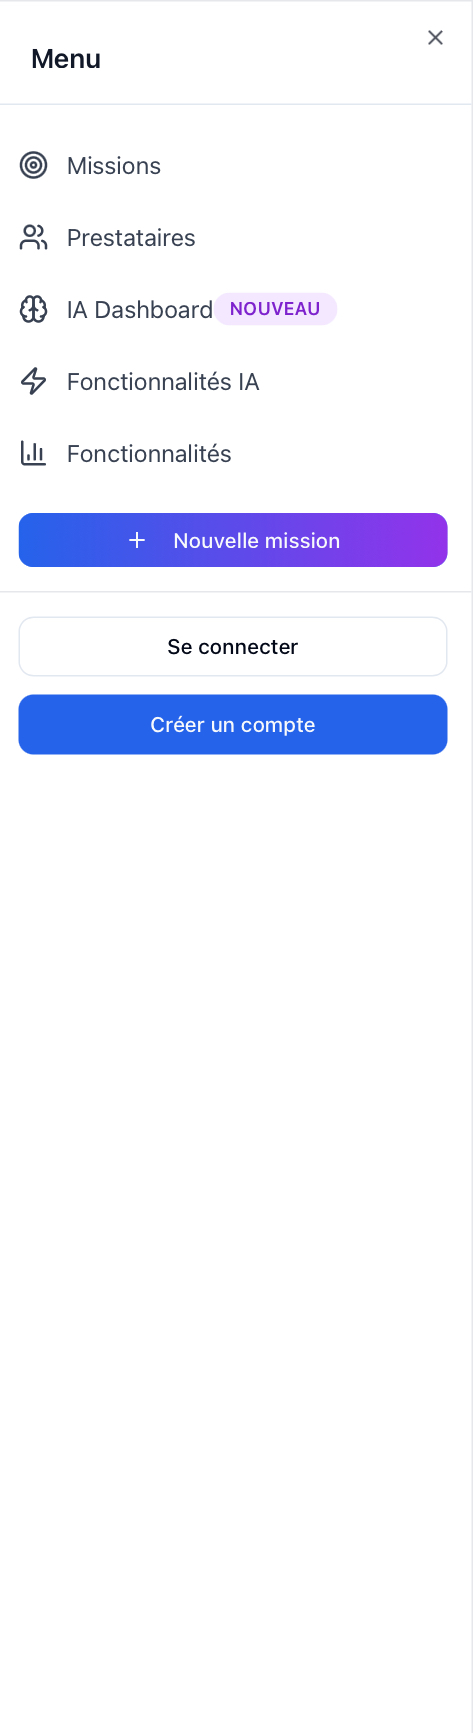 Menu
Missions
Prestataires
IA Dashboard NOUVEAU
Fonctionnalités IA
Fonctionnalités
Nouvelle mission
Se connecter
Créer un compte